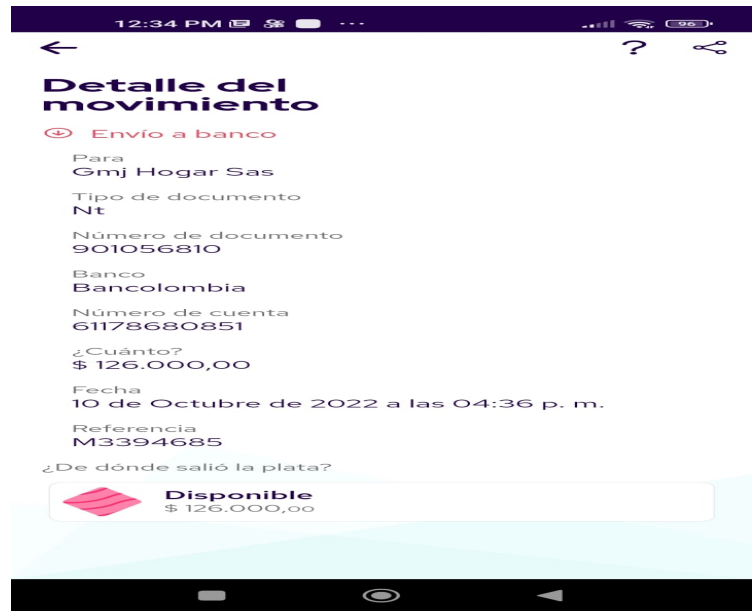 12:34 PM
96
?
Detalle del
movimiento
Envío a banco
Para
Gmj Hogar Sas
Tipo de documento
Nt
Número de documento
901056810
Banco
Bancolombia
Número de cuenta
61178680851
¿Cuánto?
$ 126.000,00
Fecha
10 de Octubre de 2022 a las 04:36 p. m.
Referencia
M3394685
¿De dónde salió la plata?
Disponible
$ 126.000,00